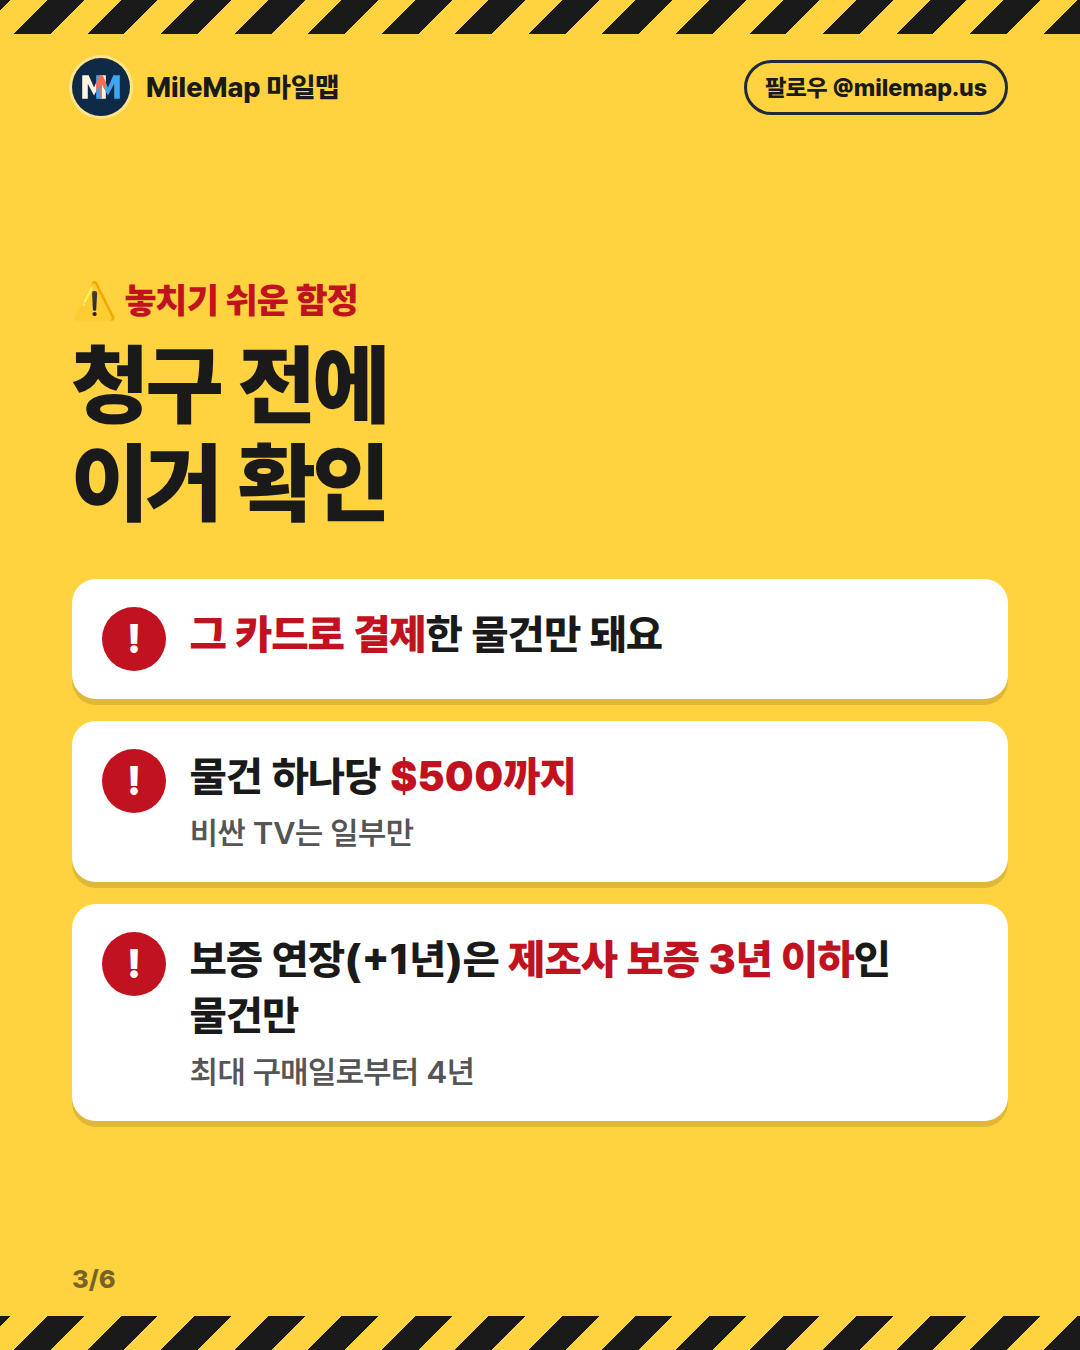 MM
MileMap 마일맵
팔로우 @milemap.us
⚠️ 놓치기 쉬운 함정
청구 전에
이거 확인
! 그 카드로 결제한 물건만 돼요
! 물건 하나당 $500까지
비싼 TV는 일부만
! 보증 연장(+1년)은 제조사 보증 3년 이하인
물건만
최대 구매일로부터 4년
3/6